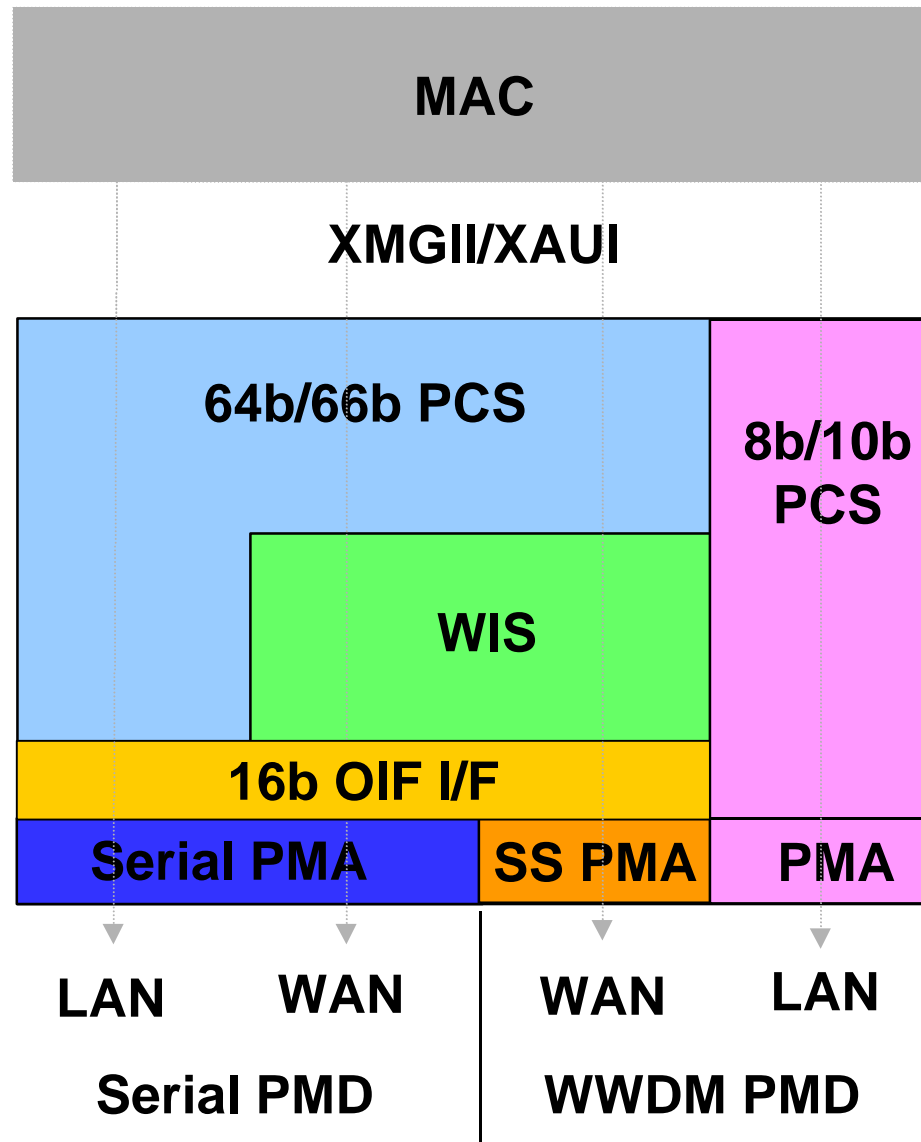 MAC
XMGII/XAUI
64b/66b PCS
8b/10b
PCS
WIS
16b OIF I/F
Serial PMA
SS PMA
PMA
LAN
WAN
WAN
LAN
Serial PMD
WWDM PMD